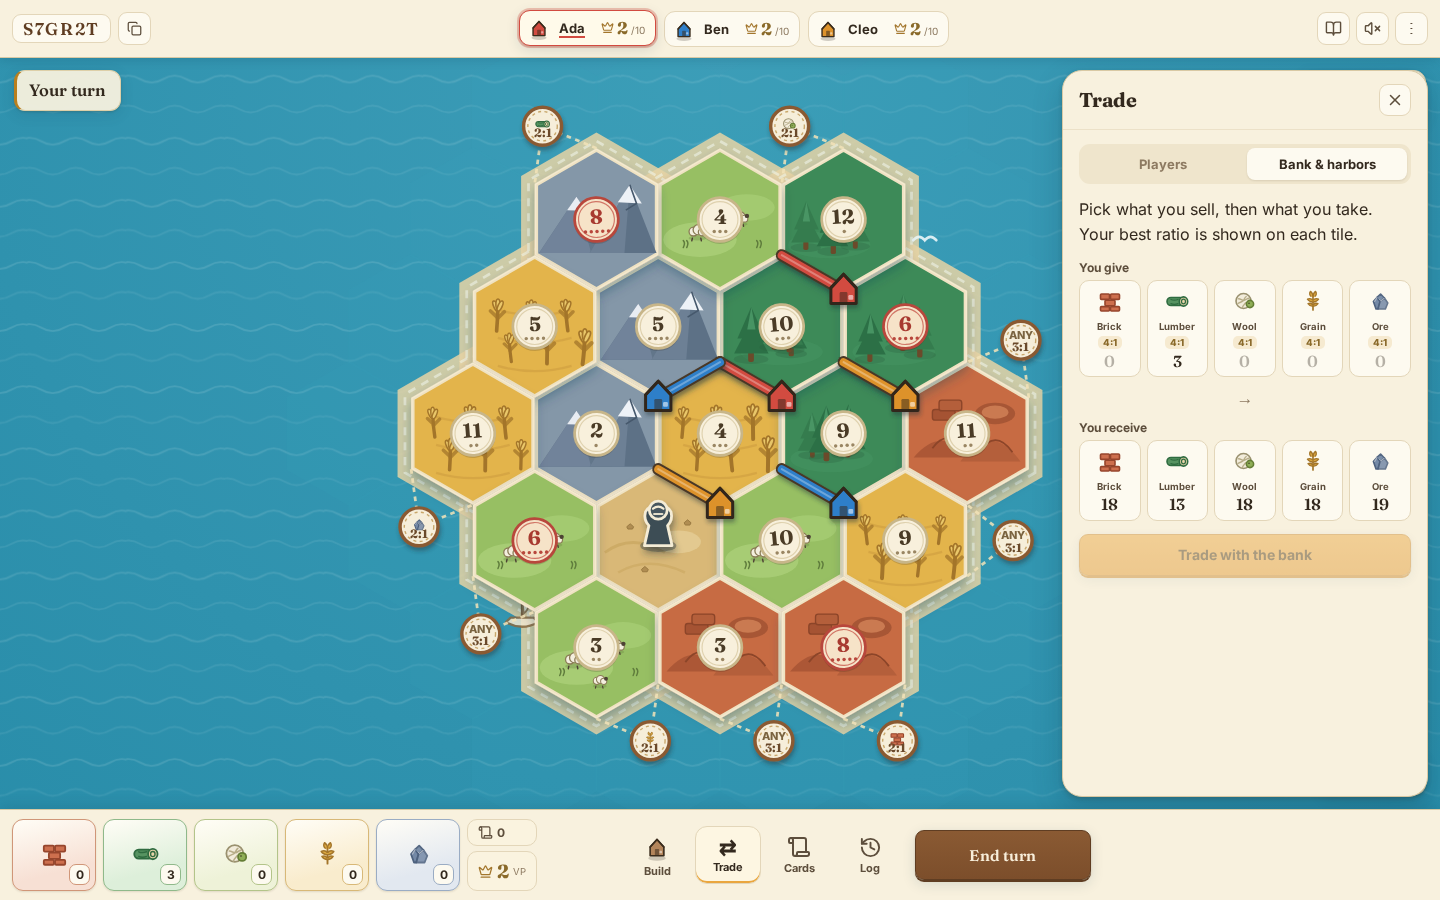 S7GR2T
Ada 2 /10
Ben 2 /10
Cleo 2 /10
Your turn
Trade
Players
Bank & harbors
Pick what you sell, then what you take.
Your best ratio is shown on each tile.
You give
Brick Lumber Wool Grain Ore
4:1 4:1 4:1 4:1 4:1
0 3 0 0 0
→
You receive
Brick Lumber Wool Grain Ore
18 13 18 18 19
Trade with the bank
2:1 2:1
8 4 12
5 5 10 6
ANY
3:1
11 2 4 9 11
2:1
6 10 9
ANY
3:1
ANY
3:1
3 3 8
2:1
ANY
3:1
2:1
0 3 0 0 0
0
2 VP
Build
Trade
Cards
Log
End turn